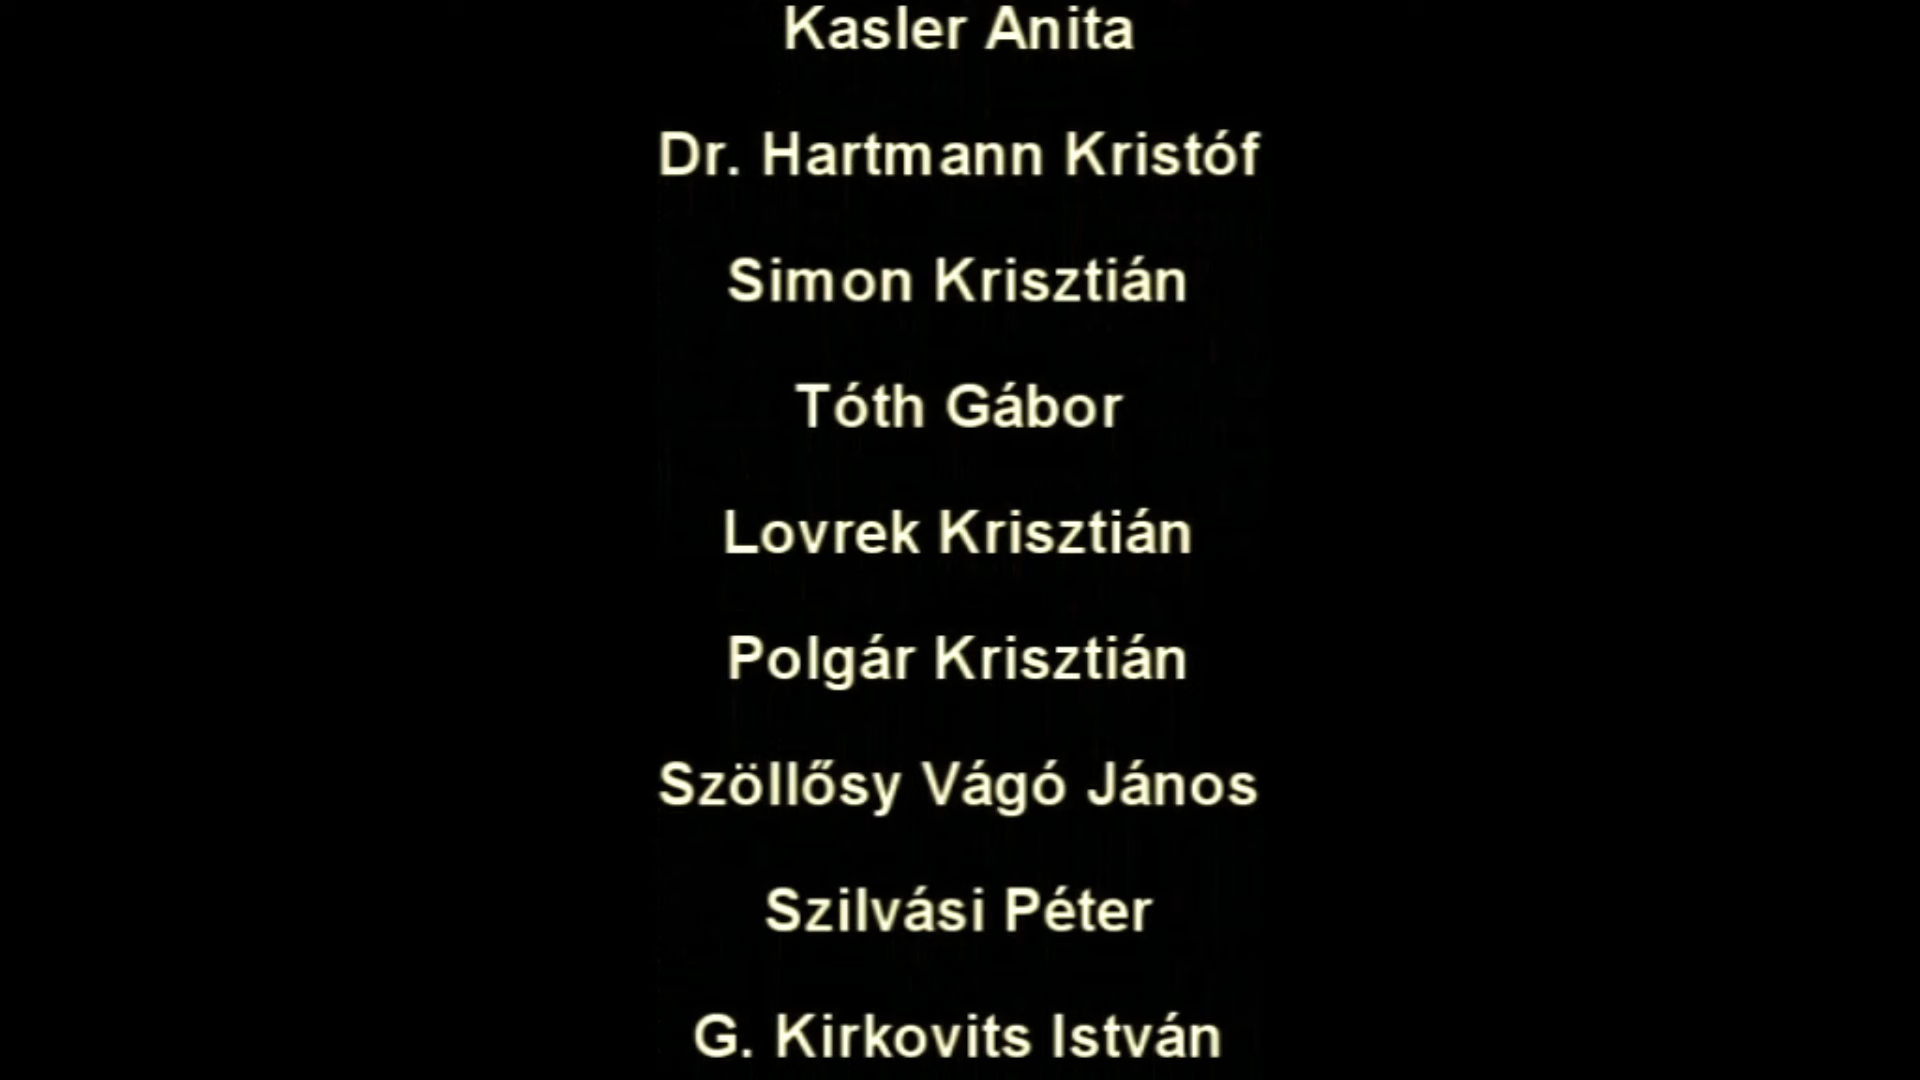 Kasler Anita
Dr. Hartmann Kristóf
Simon Krisztián
Tóth Gábor
Lovrek Krisztián
Polgár Krisztián
Szöllősy Vágó János
Szilvási Péter
G. Kirkovits István